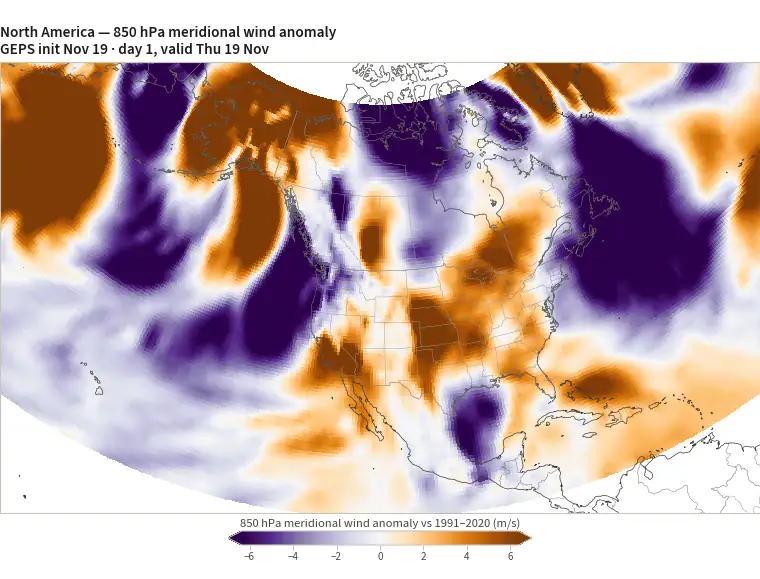 North America — 850 hPa meridional wind anomaly
GEPS init Nov 19 · day 1, valid Thu 19 Nov
850 hPa meridional wind anomaly vs 1991–2020 (m/s)
−6 −4 −2 0 2 4 6